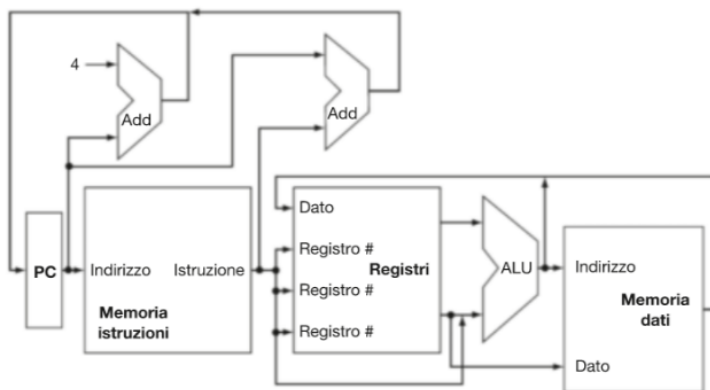 4
Add
Add
Dato
Registro #
PC
Indirizzo
Istruzione
Registri
ALU
Indirizzo
Registro #
Memoria
istruzioni
Memoria
dati
Registro #
Dato